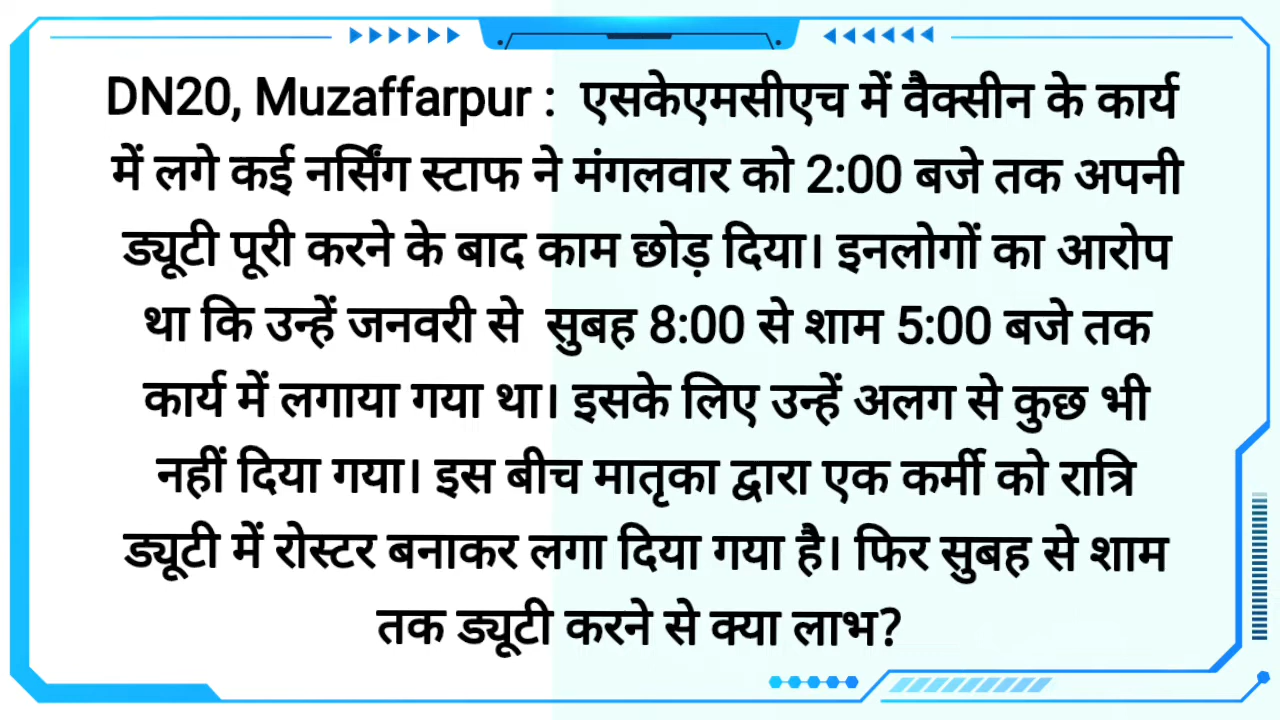 DN20, Muzaffarpur : एसकेएमसीएच में वैक्सीन के कार्य
में लगे कई नर्सिंग स्टाफ ने मंगलवार को 2:00 बजे तक अपनी
ड्यूटी पूरी करने के बाद काम छोड़ दिया। इनलोगों का आरोप
था कि उन्हें जनवरी से सुबह 8:00 से शाम 5:00 बजे तक
कार्य में लगाया गया था। इसके लिए उन्हें अलग से कुछ भी
नहीं दिया गया। इस बीच मातृका द्वारा एक कर्मी को रात्रि
ड्यूटी में रोस्टर बनाकर लगा दिया गया है। फिर सुबह से शाम
तक ड्यूटी करने से क्या लाभ?